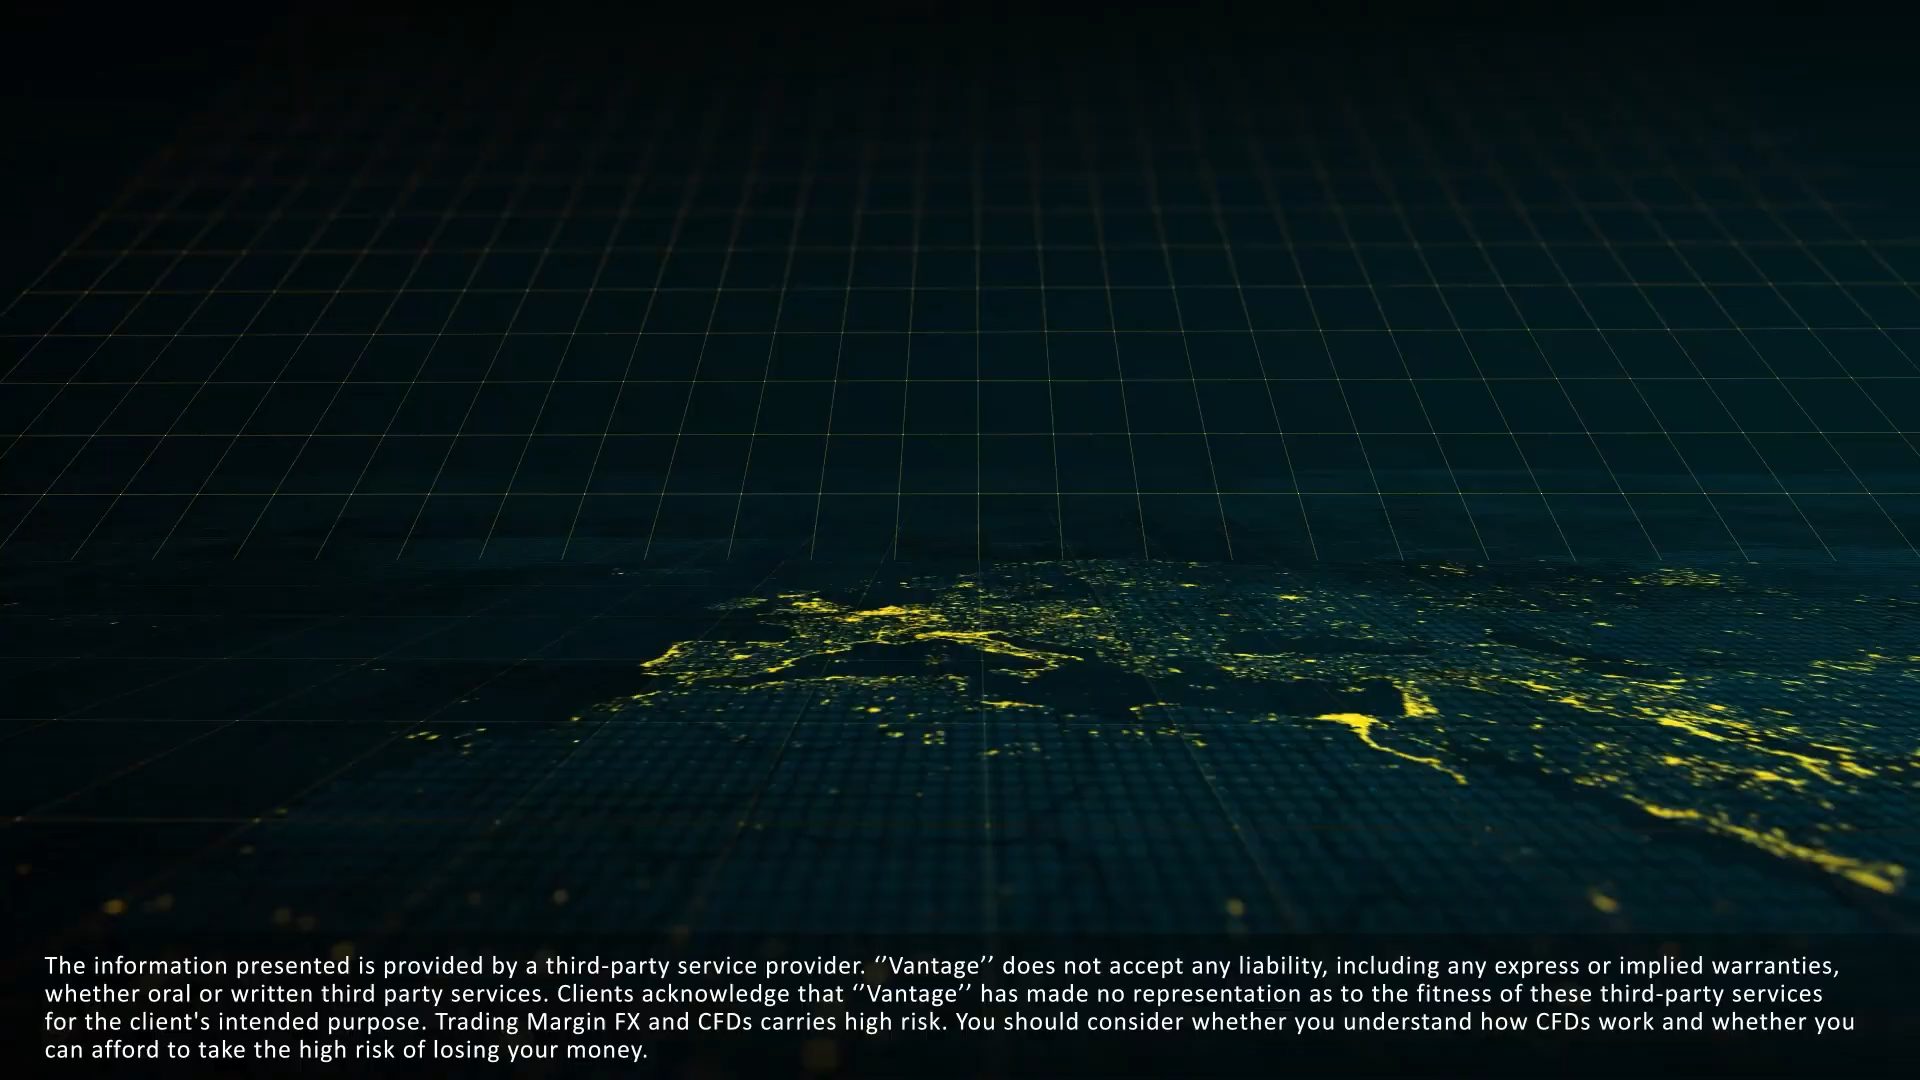 The information presented is provided by a third-party service provider. ‘’Vantage’’ does not accept any liability, including any express or implied warranties,
whether oral or written third party services. Clients acknowledge that ‘’Vantage’’ has made no representation as to the fitness of these third-party services
for the client's intended purpose. Trading Margin FX and CFDs carries high risk. You should consider whether you understand how CFDs work and whether you
can afford to take the high risk of losing your money.